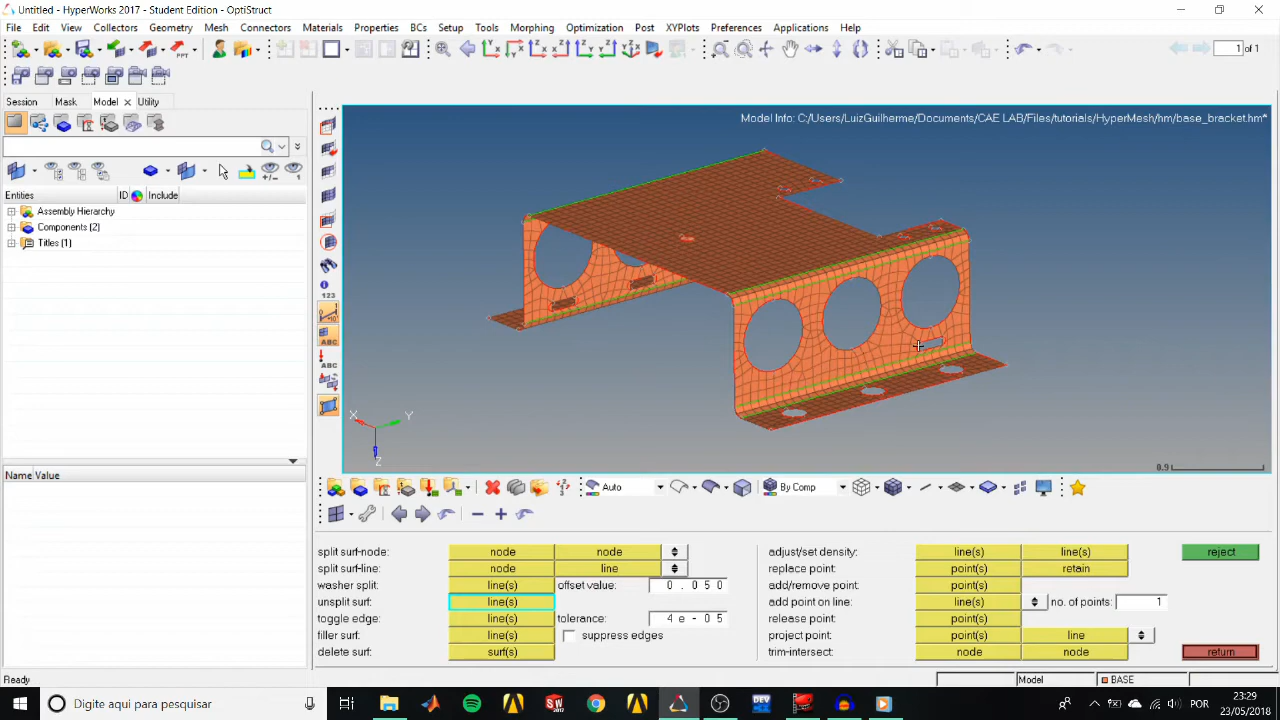 Untitled - HyperWorks 2017 - Student Edition - OptiStruct
File Edit View Collectors Geometry Mesh Connectors Materials Properties BCs Setup Tools Morphing Optimization Post XYPlots Preferences Applications Help
1 of 1
Session Mask Model Utility
Model Info: C:/Users/LuizGuilherme/Documents/CAE LAB/Files/tutorials/HyperMesh/hm/base_bracket.hm*
Entities ID Include
Assembly Hierarchy
Components (2)
Titles (1)
123
ABC
ABC
X Y Z
0.9
Name Value
Auto By Comp
split surf-node: node node adjust/set density: line(s) line(s) reject
split surf-line: node line replace point: point(s) retain
washer split: line(s) offset value: 0.050 add/remove point: point(s)
unsplit surf: line(s) add point on line: line(s) no. of points: 1
toggle edge: line(s) tolerance: 4e-05 release point: point(s)
filler surf: line(s) suppress edges project point: point(s) line
delete surf: surf(s) trim-intersect: node node return
Ready Model BASE
Digite aqui para pesquisar POR 23:29
23/05/2018